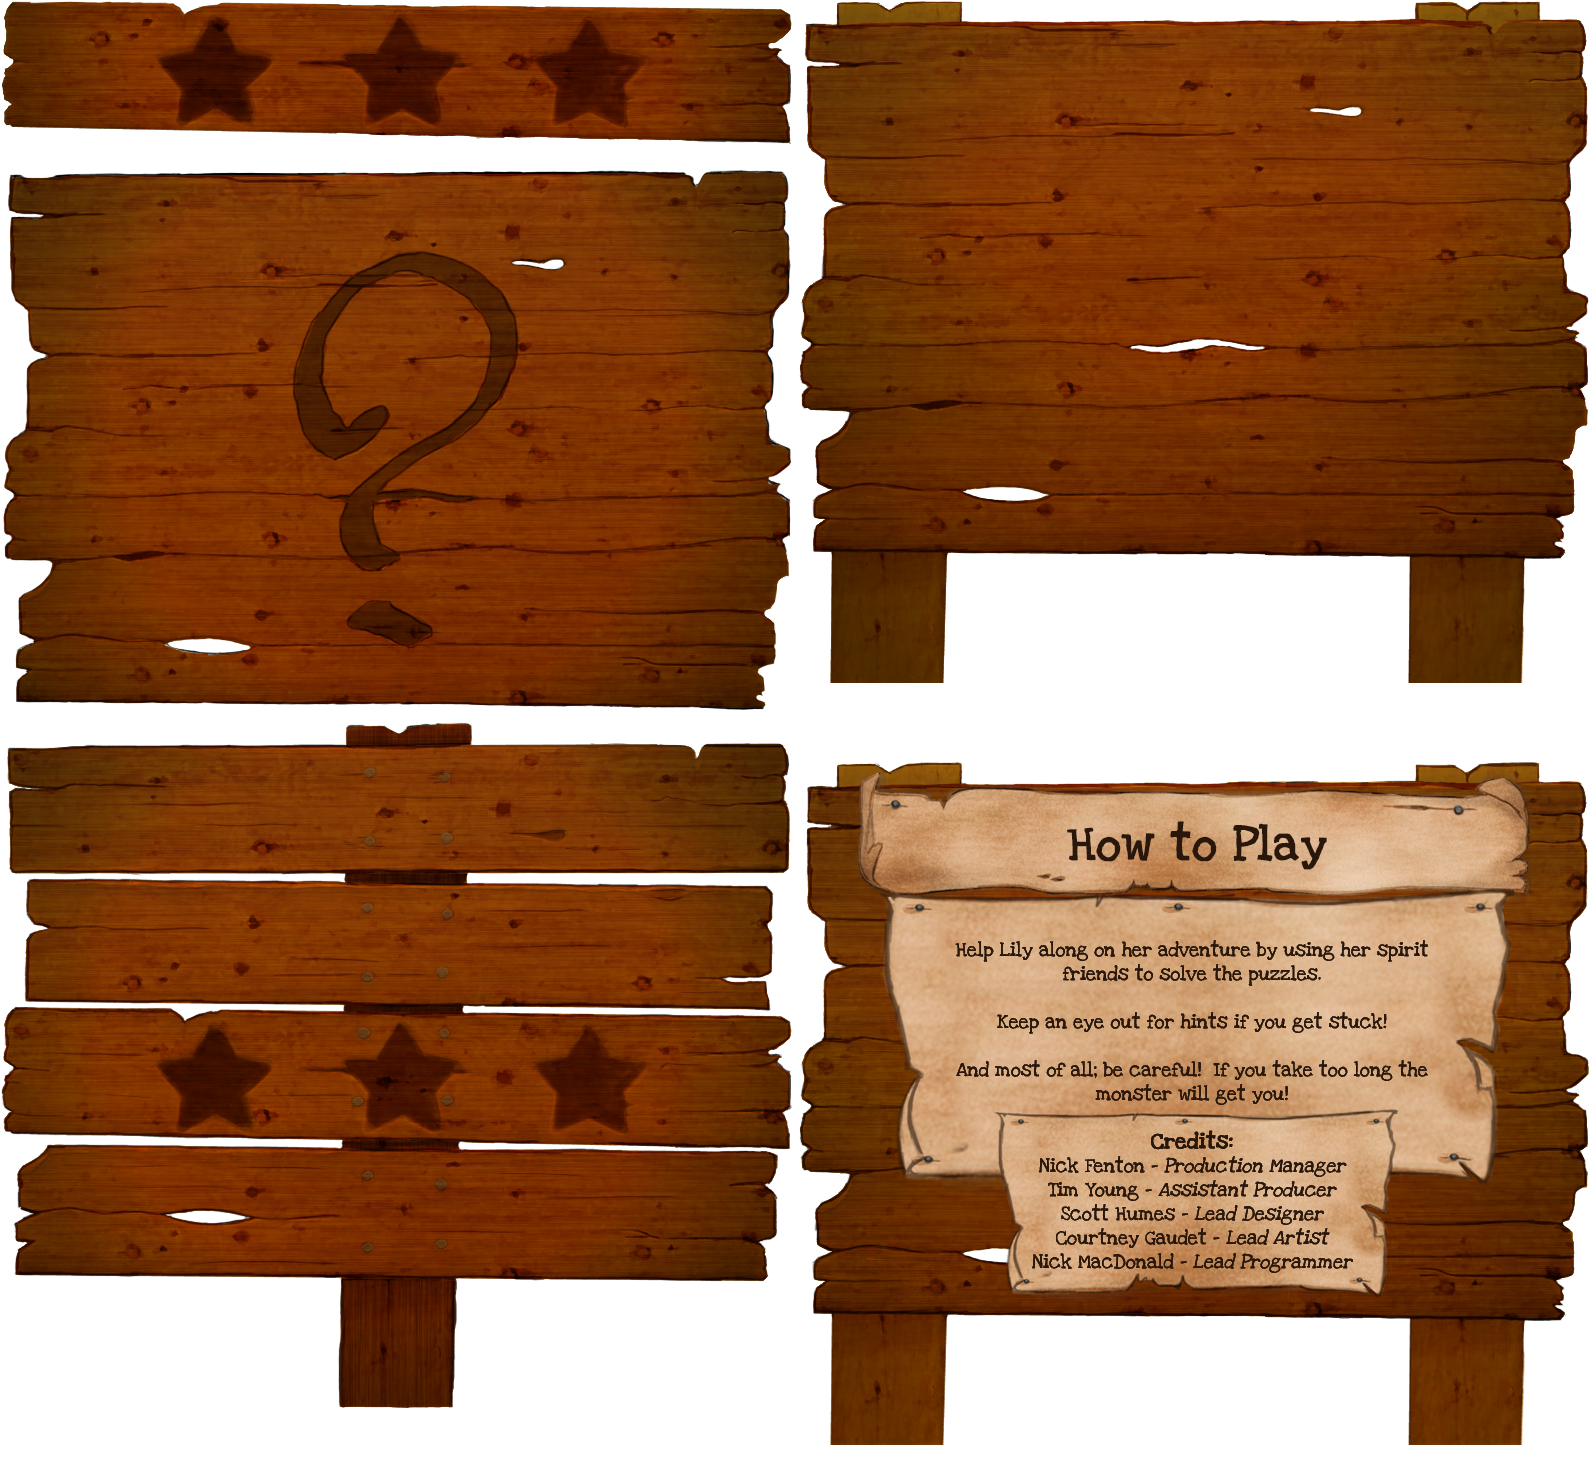 ?
How to Play
Help Lily along on her adventure by using her spirit
friends to solve the puzzles.
Keep an eye out for hints if you get stuck!
And most of all; be careful!  If you take too long the
monster will get you!
Credits:
Nick Fenton - Production Manager
Tim Young - Assistant Producer
Scott Humes - Lead Designer
Courtney Gaudet - Lead Artist
Nick MacDonald - Lead Programmer